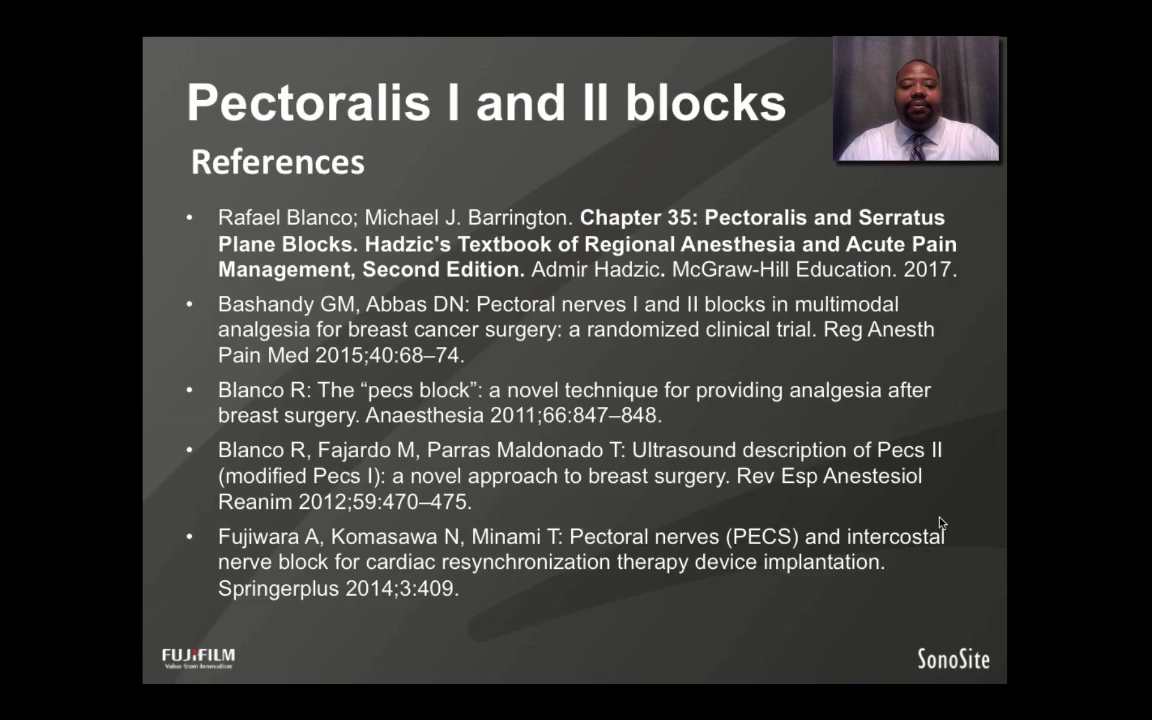 Pectoralis I and II blocks
References
• Rafael Blanco; Michael J. Barrington. Chapter 35: Pectoralis and Serratus
Plane Blocks. Hadzic's Textbook of Regional Anesthesia and Acute Pain
Management, Second Edition. Admir Hadzic. McGraw-Hill Education. 2017.
• Bashandy GM, Abbas DN: Pectoral nerves I and II blocks in multimodal
analgesia for breast cancer surgery: a randomized clinical trial. Reg Anesth
Pain Med 2015;40:68–74.
• Blanco R: The “pecs block”: a novel technique for providing analgesia after
breast surgery. Anaesthesia 2011;66:847–848.
• Blanco R, Fajardo M, Parras Maldonado T: Ultrasound description of Pecs II
(modified Pecs I): a novel approach to breast surgery. Rev Esp Anestesiol
Reanim 2012;59:470–475.
• Fujiwara A, Komasawa N, Minami T: Pectoral nerves (PECS) and intercostal
nerve block for cardiac resynchronization therapy device implantation.
Springerplus 2014;3:409.
FUJIFILM
Value from Innovation
SonoSite